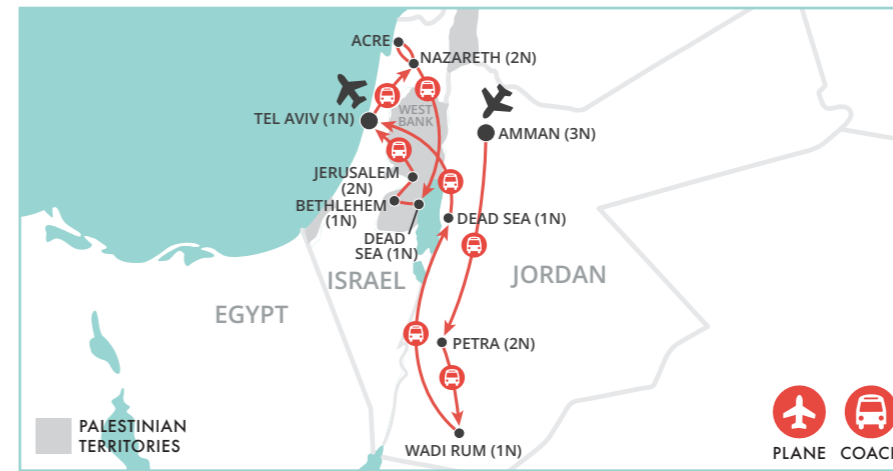 ACRE
NAZARETH (2N)
WEST
BANK
TEL AVIV (1N)
AMMAN (3N)
JERUSALEM
(2N)
BETHLEHEM
(1N)
DEAD
SEA (1N)
DEAD SEA (1N)
ISRAEL
JORDAN
EGYPT
PETRA (2N)
WADI RUM (1N)
PALESTINIAN
TERRITORIES
PLANE
COACH